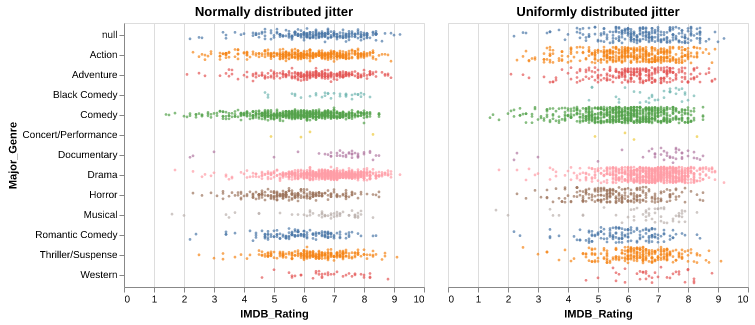 Normally distributed jitter
Uniformly distributed jitter
Major_Genre
null
Action
Adventure
Black Comedy
Comedy
Concert/Performance
Documentary
Drama
Horror
Musical
Romantic Comedy
Thriller/Suspense
Western
0 1 2 3 4 5 6 7 8 9 10
0 1 2 3 4 5 6 7 8 9 10
IMDB_Rating
IMDB_Rating